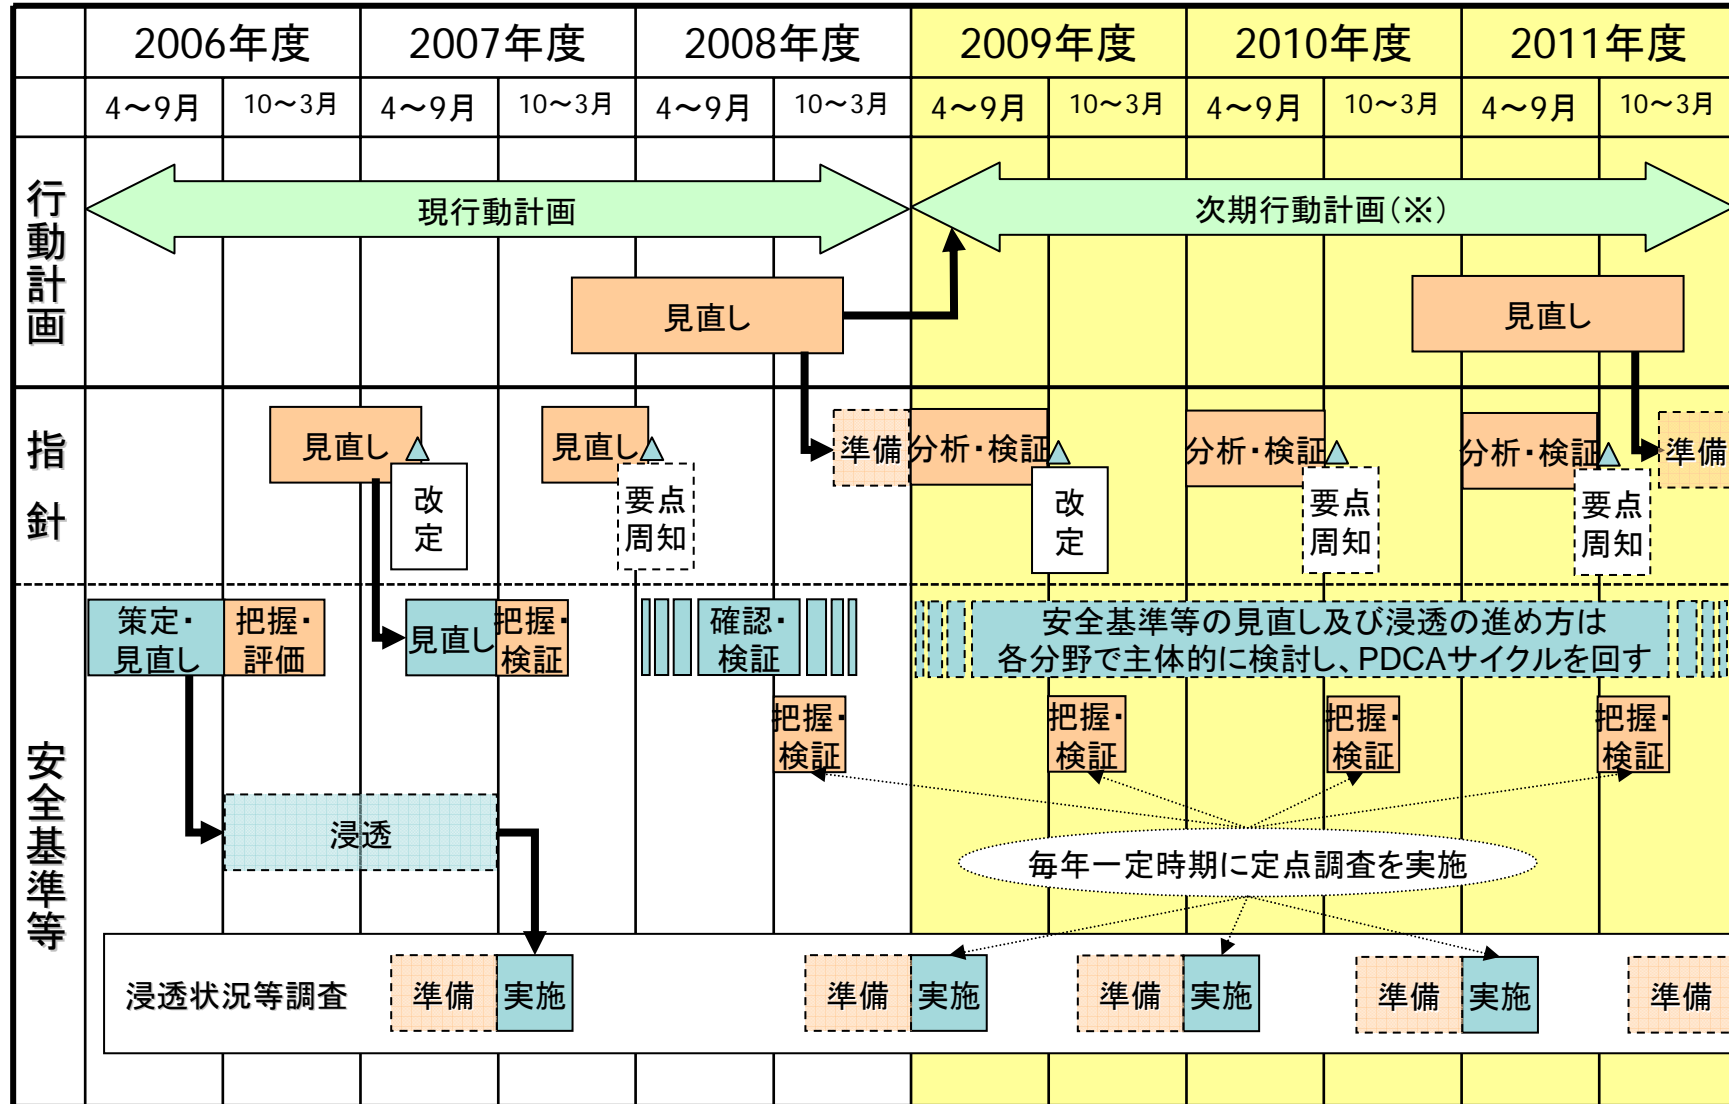 2006年度 2007年度 2008年度 2009年度 2010年度 2011年度
4～9月 10～3月 4～9月 10～3月 4～9月 10～3月 4～9月 10～3月 4～9月 10～3月 4～9月 10～3月
行動計画
現行動計画
次期行動計画(※)
見直し
見直し
指針
見直し
改定
見直し
要点
周知
準備
分析・検証
改定
分析・検証
要点
周知
分析・検証
要点
周知
準備
安全基準等
策定・
見直し
把握・
評価
見直し
把握・
検証
確認・
検証
安全基準等の見直し及び浸透の進め方は
各分野で主体的に検討し、PDCAサイクルを回す
把握・
検証
把握・
検証
把握・
検証
把握・
検証
浸透
毎年一定時期に定点調査を実施
浸透状況等調査
準備 実施
準備 実施
準備 実施
準備 実施
準備